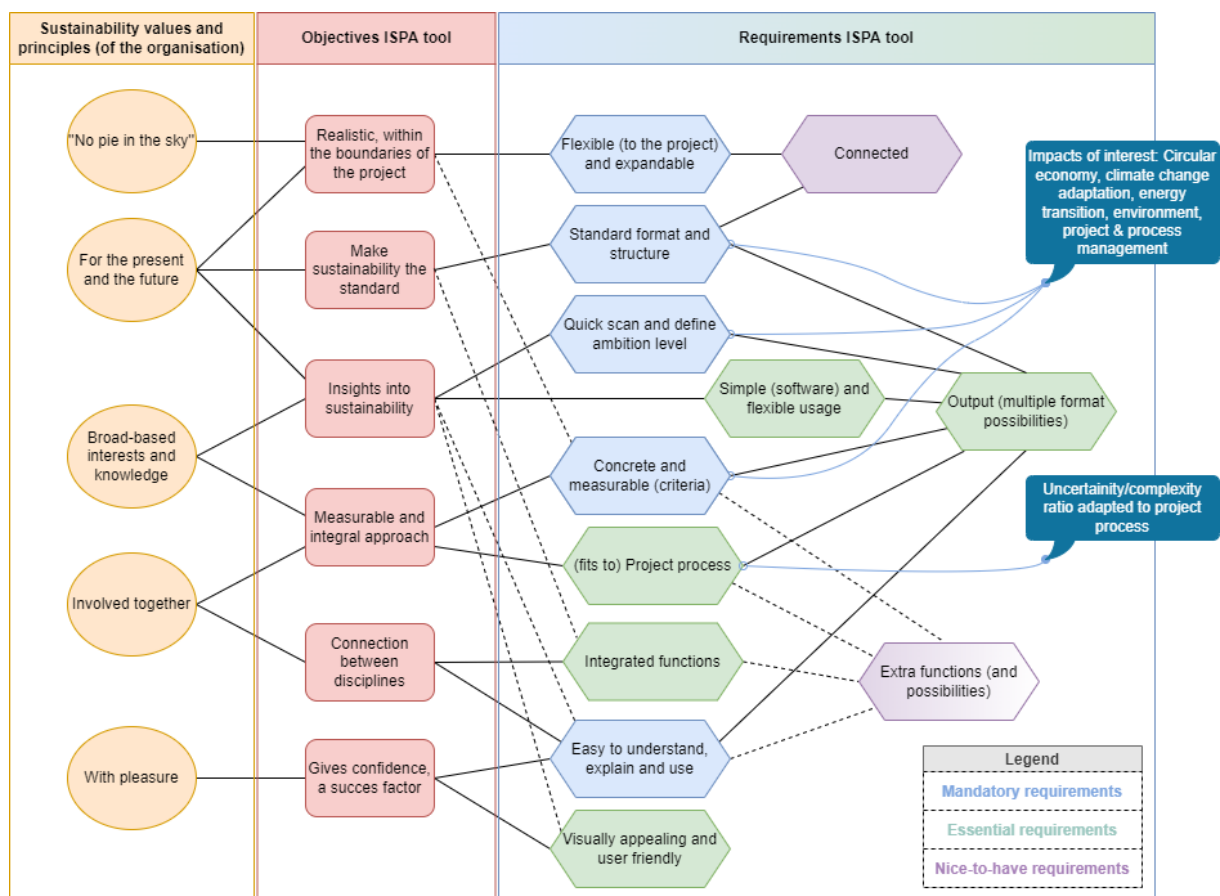 Sustainability values and
principles (of the organisation)
Objectives ISPA tool
Requirements ISPA tool
"No pie in the sky"
For the present
and the future
Broad-based
interests and
knowledge
Involved together
With pleasure
Realistic, within
the boundaries of
the project
Make
sustainability the
standard
Insights into
sustainability
Measurable and
integral approach
Connection
between
disciplines
Gives confidence,
a succes factor
Flexible (to the project)
and expandable
Connected
Standard format and
structure
Quick scan and define
ambition level
Simple (software) and
flexible usage
Output (multiple format
possibilities)
Concrete and
measurable (criteria)
(fits to) Project process
Integrated functions
Extra functions (and
possibilities)
Easy to understand,
explain and use
Visually appealing and
user friendly
Impacts of interest: Circular
economy, climate change
adaptation, energy
transition, environment,
project & process
management
Uncertainity/complexity
ratio adapted to project
process
Legend
Mandatory requirements
Essential requirements
Nice-to-have requirements